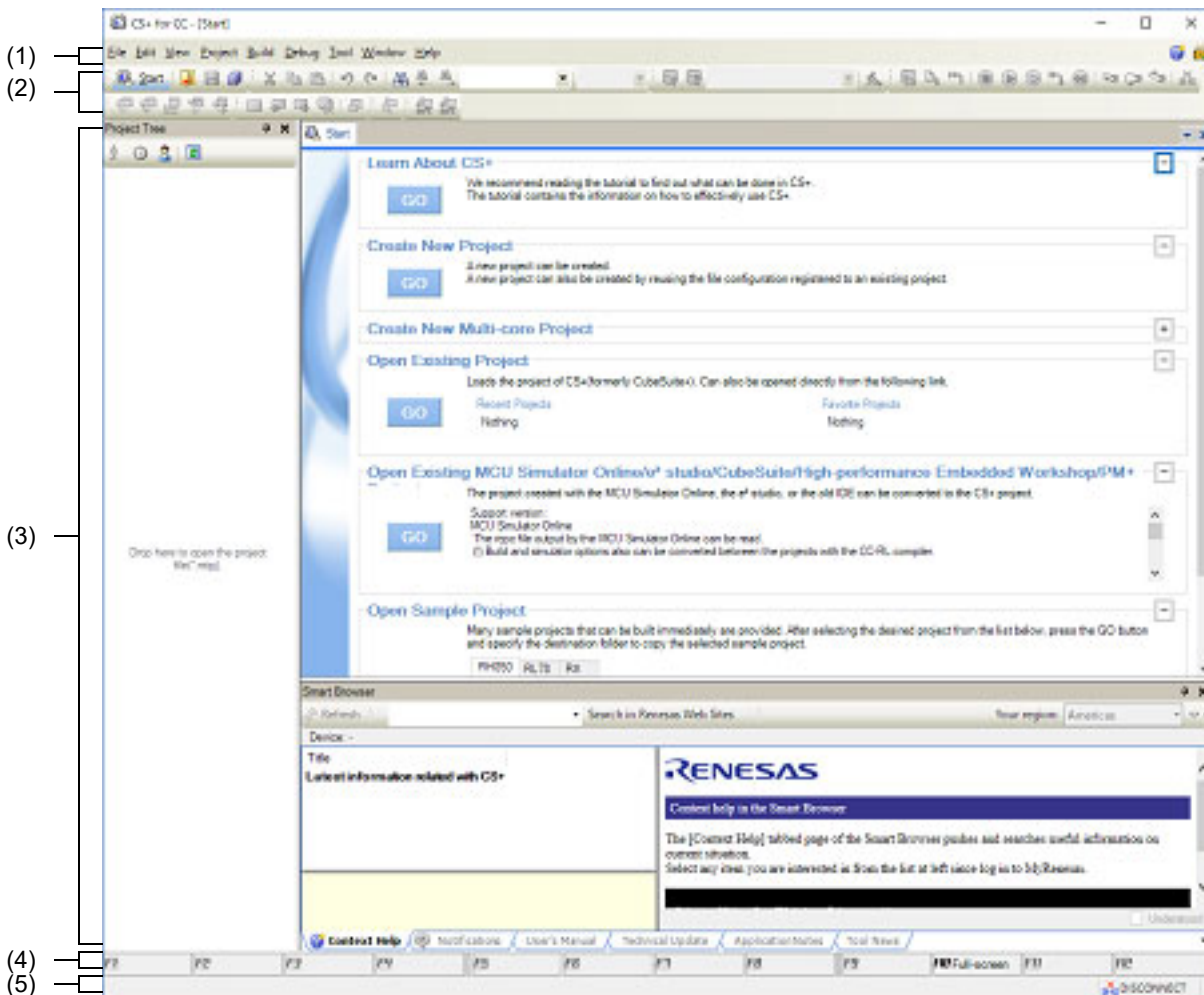 CS+ for CC - [Start]
(1)
File Edit View Project Build Debug Tool Window Help
(2)
Start
(3)
Project Tree
Start
Learn About CS+
GO
We recommend reading the tutorial to find out what can be done in CS+.
The tutorial contains the information on how to effectively use CS+.
Create New Project
GO
A new project can be created.
A new project can also be created by reusing the file configuration registered to an existing project.
Create New Multi-core Project
Open Existing Project
GO
Loads the project of CS+(formerly CubeSuite+). Can also be opened directly from the following link.
Recent Projects
Favorite Projects
Nothing
Nothing
Open Existing MCU Simulator Online/e² studio/CubeSuite/High-performance Embedded Workshop/PM+
GO
The project created with the MCU Simulator Online, the e² studio, or the old IDE can be converted to the CS+ project.
Support version:
MCU Simulator Online
The repo file output by the MCU Simulator Online can be read.
Build and simulator options also can be converted between the projects with the CC-RL compiler.
Drop here to open the project
file(*.mtpj).
Open Sample Project
Many sample projects that can be built immediately are provided. After selecting the desired project from the list below, press the GO button
and specify the destination folder to copy the selected sample project.
RH850 RL78 RX
Smart Browser
Refresh
Search in Renesas Web Sites
Your region: Americas
Device: -
Title
Latest information related with CS+
RENESAS
Context help in the Smart Browser
The [Context Help] tabbed page of the Smart Browser pushes and searches useful information on
current situation.
Select any item you are interested in from the list at left since log in to My Renesas.
Understood
Context Help Notifications User's Manual Technical Update Application Notes Tool News
(4)
F1 F2 F3 F4 F5 F6 F7 F8 F9 F10 Full-screen F11 F12
(5)
DISCONNECT